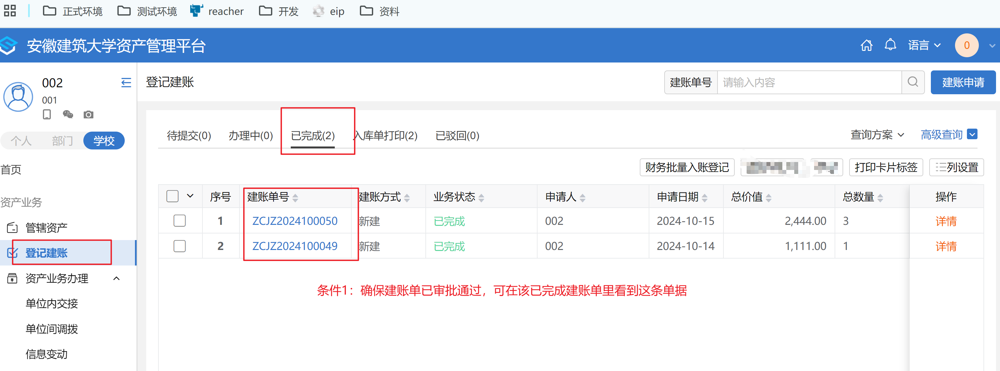 正式环境 测试环境 reacher 开发 eip 资料
安徽建筑大学资产管理平台 语言 0
002
001
个人 部门 学校
首页
资产业务
管辖资产
登记建账
资产业务办理
单位内交接
单位间调拨
信息变动
登记建账 建账单号 请输入内容 建账申请
待提交(0) 办理中(0) 已完成(2) 入库单打印(2) 已驳回(0) 查询方案 高级查询
财务批量入账登记 打印卡片标签 列设置
序号 建账单号 建账方式 业务状态 申请人 申请日期 总价值 总数量 操作
1 ZCJZ2024100050 新建 已完成 002 2024-10-15 2,444.00 3 详情
2 ZCJZ2024100049 新建 已完成 002 2024-10-14 1,111.00 1 详情
条件1：确保建账单已审批通过，可在该已完成建账单里看到这条单据